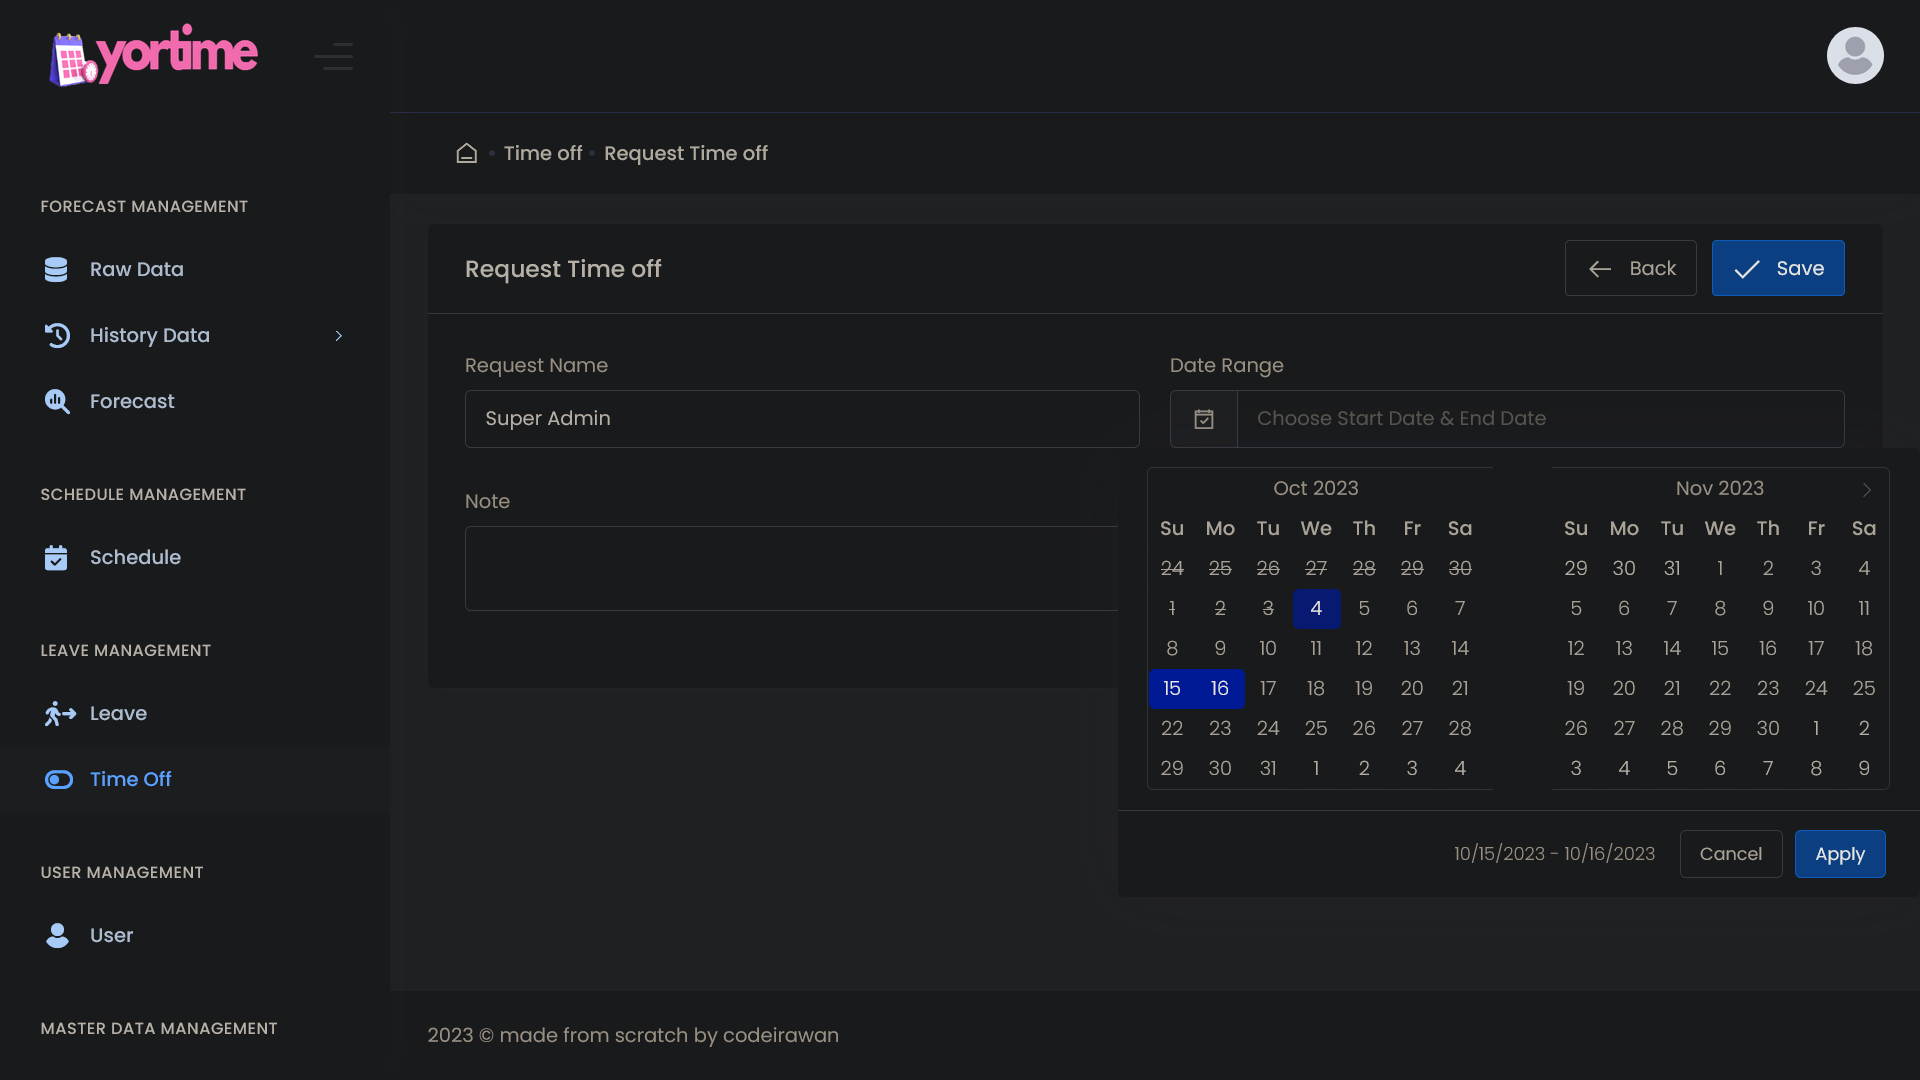 yortime
Time off
Request Time off
FORECAST MANAGEMENT
Raw Data
History Data
Forecast
SCHEDULE MANAGEMENT
Schedule
LEAVE MANAGEMENT
Leave
Time Off
USER MANAGEMENT
User
MASTER DATA MANAGEMENT
Request Time off
Back
Save
Request Name
Super Admin
Date Range
Choose Start Date & End Date
Note
Oct 2023
Su Mo Tu We Th Fr Sa
24 25 26 27 28 29 30
1 2 3 4 5 6 7
8 9 10 11 12 13 14
15 16 17 18 19 20 21
22 23 24 25 26 27 28
29 30 31 1 2 3 4
Nov 2023
Su Mo Tu We Th Fr Sa
29 30 31 1 2 3 4
5 6 7 8 9 10 11
12 13 14 15 16 17 18
19 20 21 22 23 24 25
26 27 28 29 30 1 2
3 4 5 6 7 8 9
10/15/2023 - 10/16/2023
Cancel
Apply
2023 © made from scratch by codeirawan